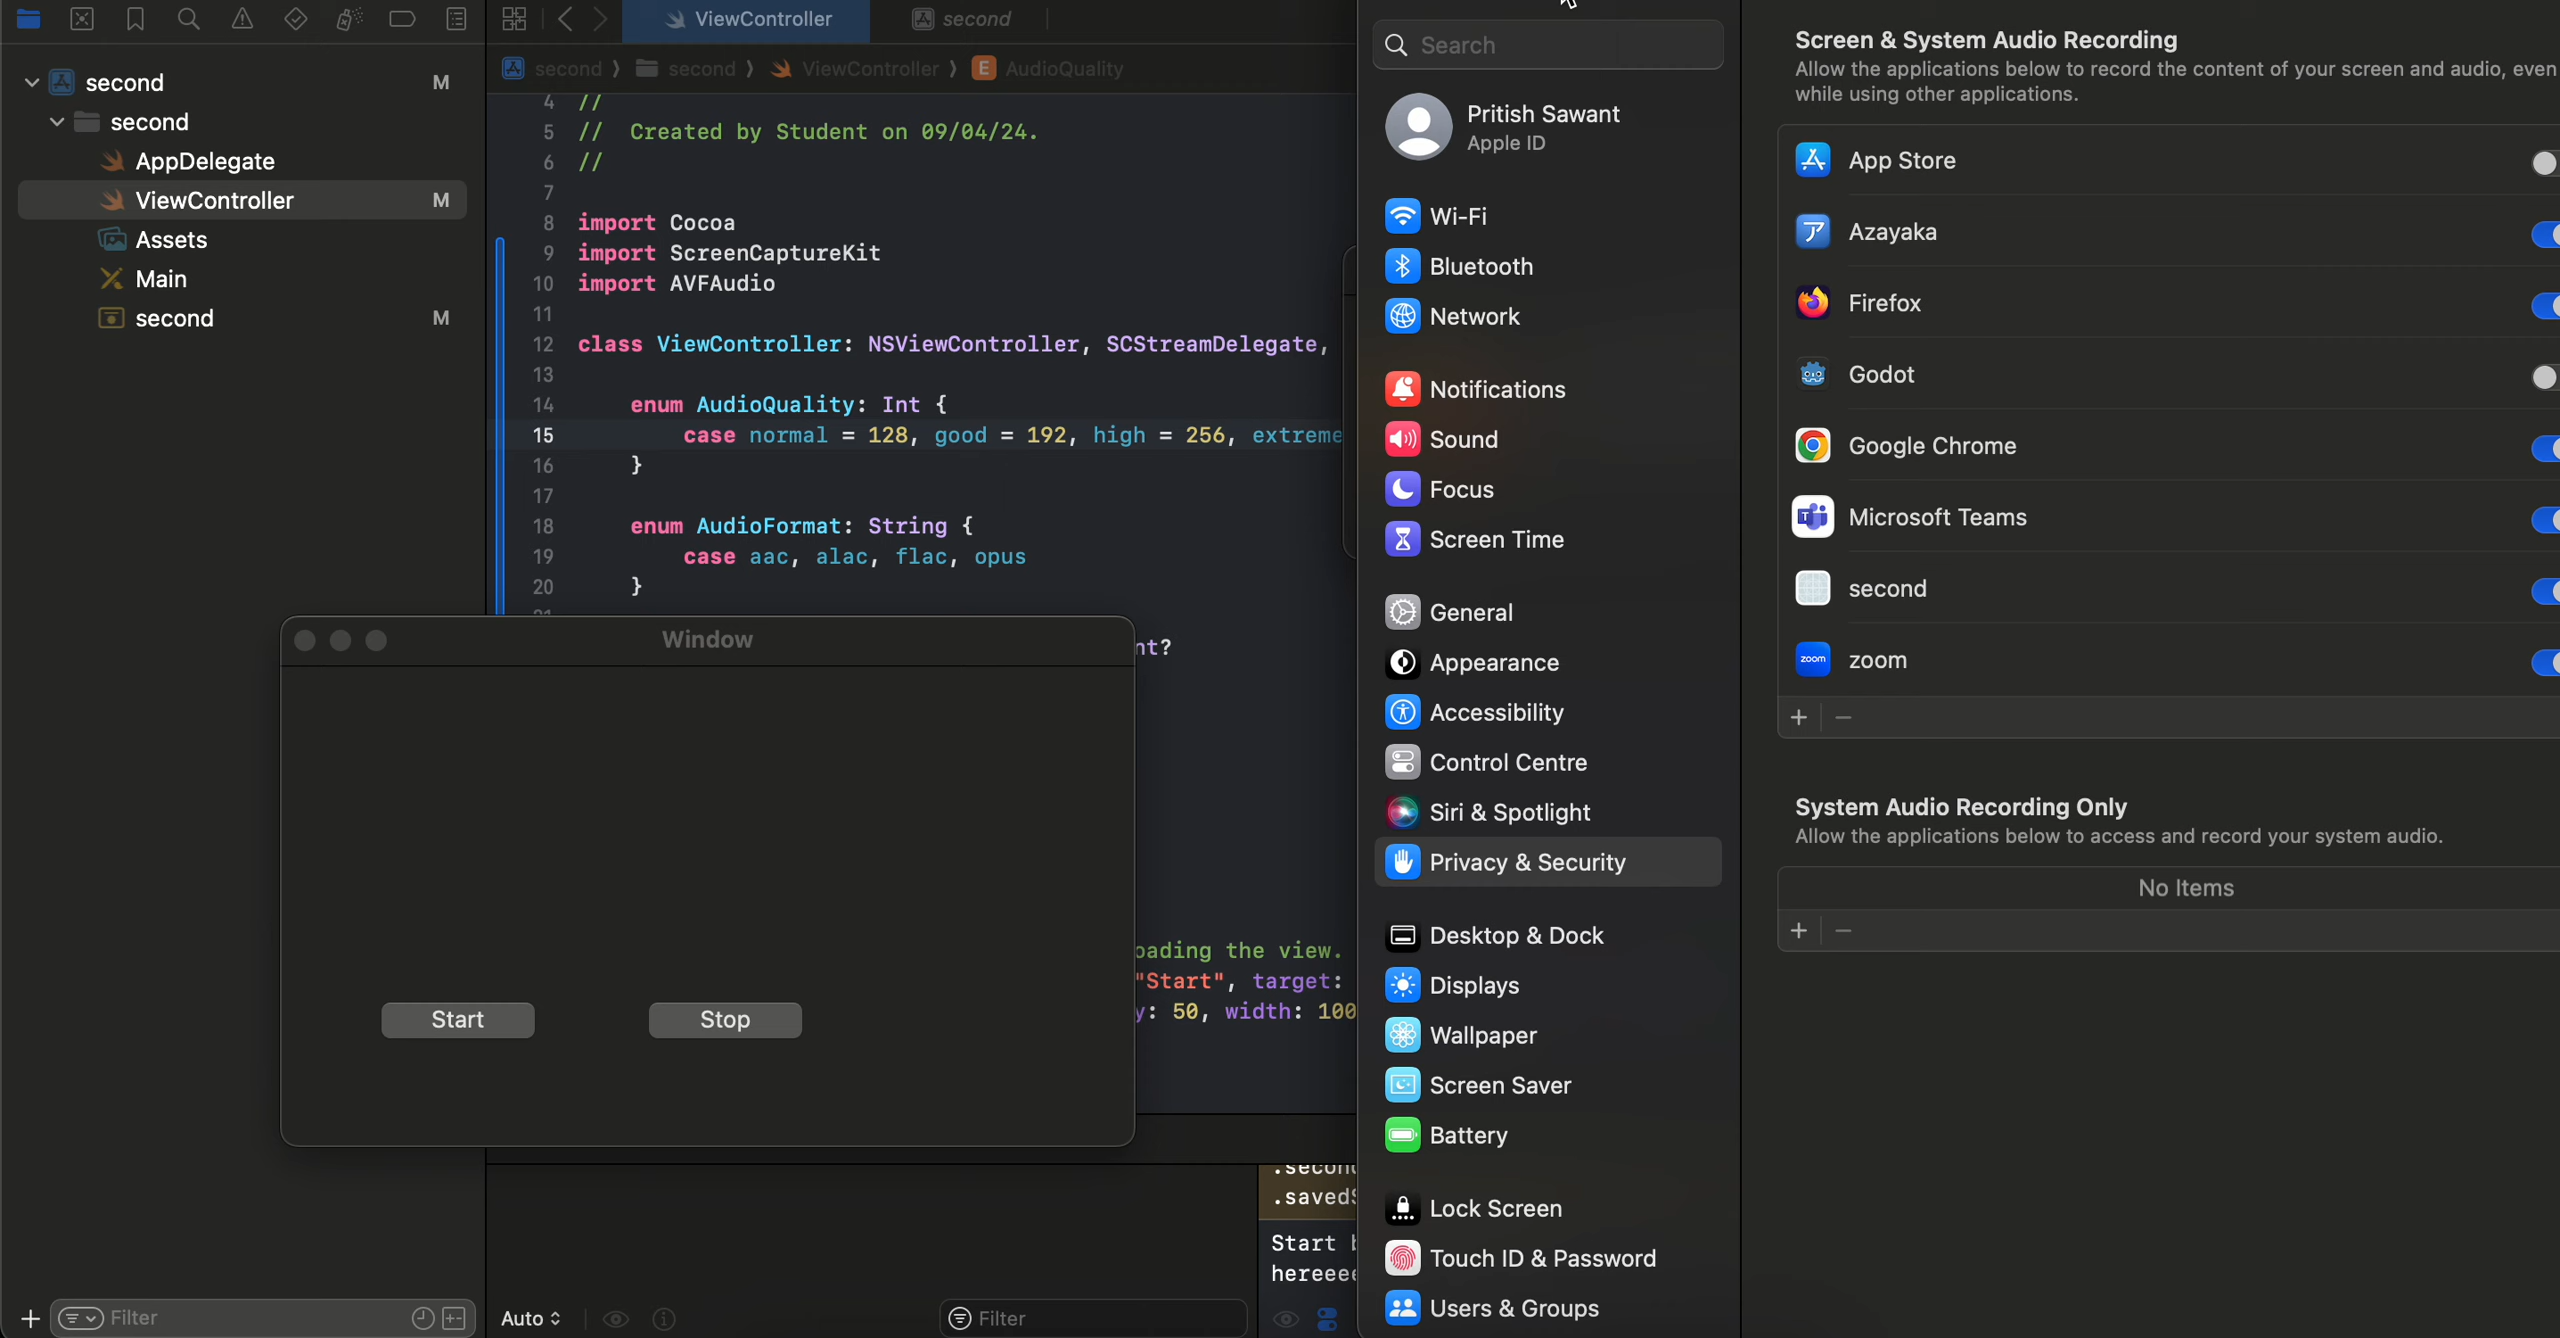 ViewController
second
second
M
second
AppDelegate
ViewController
M
Assets
Main
second
M
Filter
second
second
ViewController
E
AudioQuality
4 //
5 //  Created by Student on 09/04/24.
6 //
7
8 import Cocoa
9 import ScreenCaptureKit
10 import AVFAudio
11
12 class ViewController: NSViewController, SCStreamDelegate,
13
14 enum AudioQuality: Int {
15 case normal = 128, good = 192, high = 256, extreme
16 }
17
18 enum AudioFormat: String {
19 case aac, alac, flac, opus
20 }
nt?
oading the view.
"Start", target:
y: 50, width: 100
Window
Start
Stop
.second
.savedS
Start
hereeee
Auto
Filter
Search
Pritish Sawant
Apple ID
Wi-Fi
Bluetooth
Network
Notifications
Sound
Focus
Screen Time
General
Appearance
Accessibility
Control Centre
Siri & Spotlight
Privacy & Security
Desktop & Dock
Displays
Wallpaper
Screen Saver
Battery
Lock Screen
Touch ID & Password
Users & Groups
Screen & System Audio Recording
Allow the applications below to record the content of your screen and audio, even
while using other applications.
App Store
ア
Azayaka
Firefox
Godot
Google Chrome
Microsoft Teams
second
zoom
zoom
System Audio Recording Only
Allow the applications below to access and record your system audio.
No Items